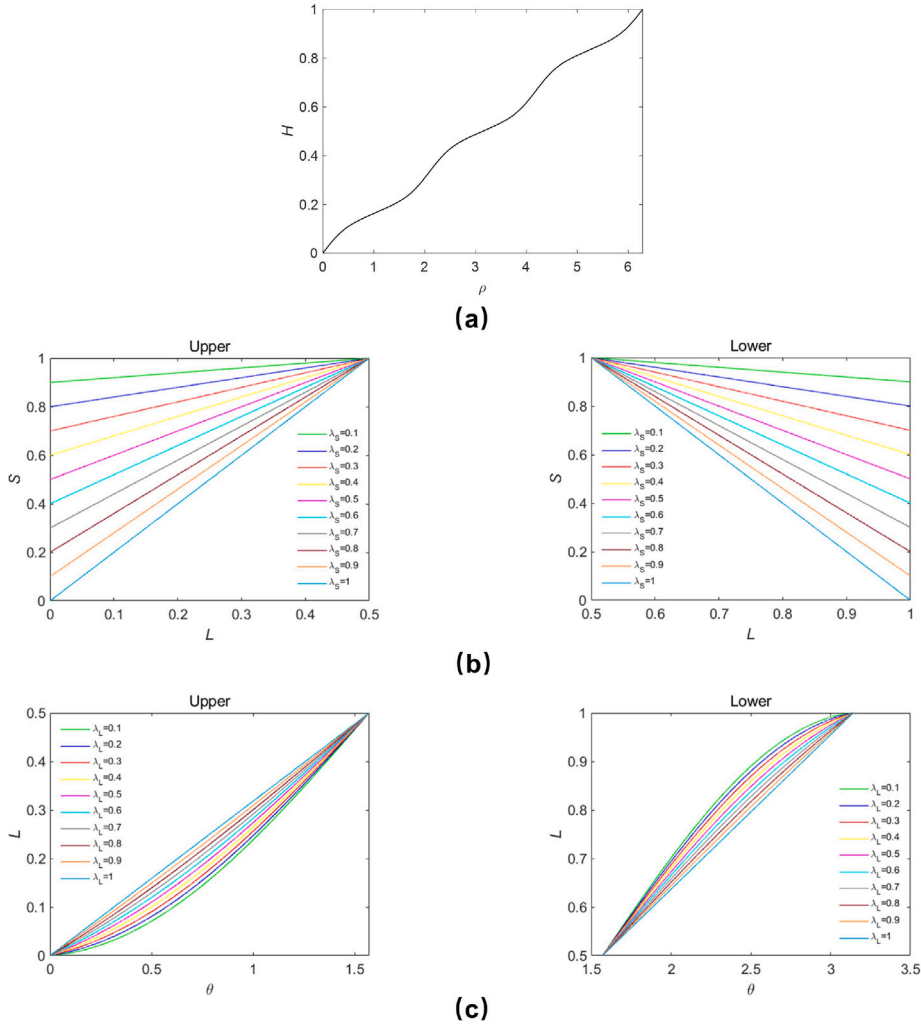 1
0.8
0.6
0.4
0.2
0
H
0 1 2 3 4 5 6
ρ
(a)
Upper
1
0.8
0.6
0.4
0.2
0
S
λS=0.1
λS=0.2
λS=0.3
λS=0.4
λS=0.5
λS=0.6
λS=0.7
λS=0.8
λS=0.9
λS=1
0 0.1 0.2 0.3 0.4 0.5
L
Lower
1
0.8
0.6
0.4
0.2
0
S
λS=0.1
λS=0.2
λS=0.3
λS=0.4
λS=0.5
λS=0.6
λS=0.7
λS=0.8
λS=0.9
λS=1
0.5 0.6 0.7 0.8 0.9 1
L
(b)
Upper
0.5
0.4
0.3
0.2
0.1
0
L
λL=0.1
λL=0.2
λL=0.3
λL=0.4
λL=0.5
λL=0.6
λL=0.7
λL=0.8
λL=0.9
λL=1
0 0.5 1 1.5
θ
Lower
1
0.9
0.8
0.7
0.6
0.5
L
λL=0.1
λL=0.2
λL=0.3
λL=0.4
λL=0.5
λL=0.6
λL=0.7
λL=0.8
λL=0.9
λL=1
1.5 2 2.5 3 3.5
θ
(c)